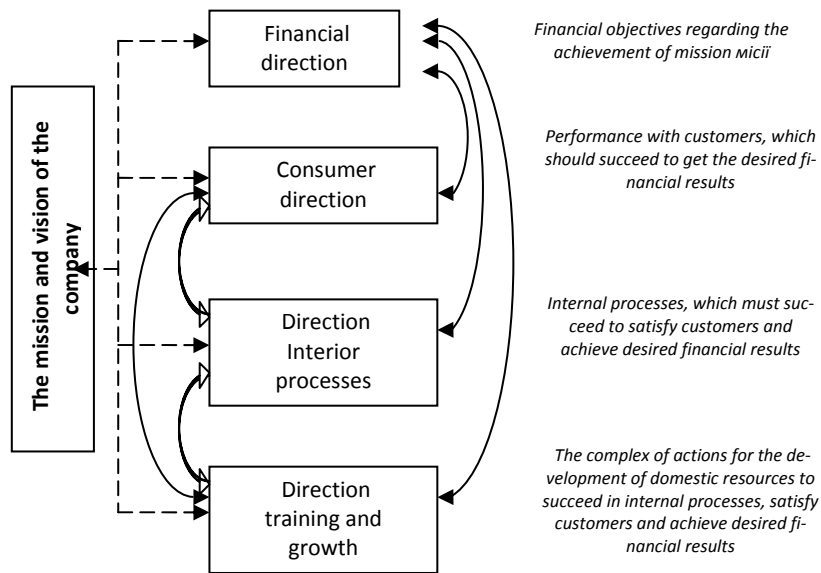 The mission and vision of the
company
Financial
direction
Financial objectives regarding the
achievement of mission місії
Consumer
direction
Performance with customers, which
should succeed to get the desired fi-
nancial results
Direction
Interior
processes
Internal processes, which must suc-
ceed to satisfy customers and
achieve desired financial results
Direction
training and
growth
The complex of actions for the de-
velopment of domestic resources to
succeed in internal processes, satisfy
customers and achieve desired fi-
nancial results